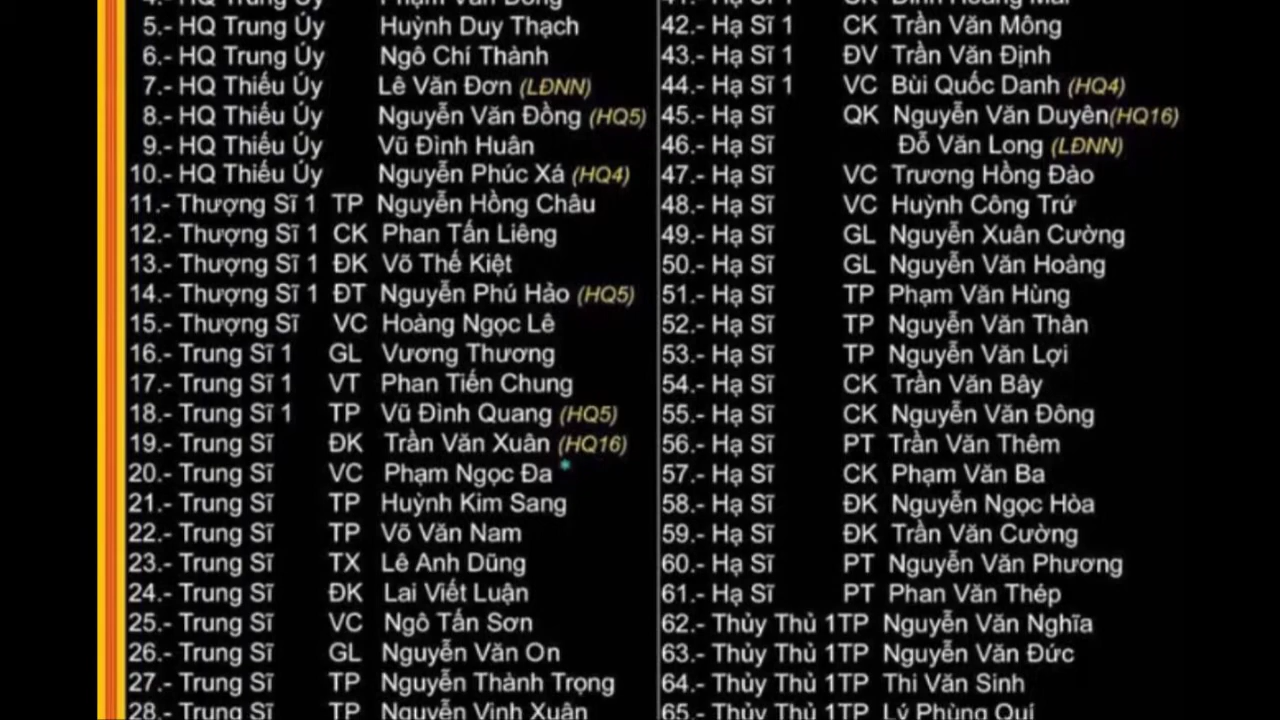 4.- HQ Trung Úy Phạm Văn Đồng
5.- HQ Trung Úy Huỳnh Duy Thạch
6.- HQ Trung Úy Ngô Chí Thành
7.- HQ Thiếu Úy Lê Văn Đơn (LĐNN)
8.- HQ Thiếu Úy Nguyễn Văn Đồng (HQ5)
9.- HQ Thiếu Úy Vũ Đình Huân
10.- HQ Thiếu Úy Nguyễn Phúc Xá (HQ4)
11.- Thượng Sĩ 1 TP Nguyễn Hồng Châu
12.- Thượng Sĩ 1 CK Phan Tấn Liêng
13.- Thượng Sĩ 1 ĐK Võ Thế Kiệt
14.- Thượng Sĩ 1 ĐT Nguyễn Phú Hảo (HQ5)
15.- Thượng Sĩ VC Hoàng Ngọc Lê
16.- Trung Sĩ 1 GL Vương Thương
17.- Trung Sĩ 1 VT Phan Tiến Chung
18.- Trung Sĩ 1 TP Vũ Đình Quang (HQ5)
19.- Trung Sĩ ĐK Trần Văn Xuân (HQ16)
20.- Trung Sĩ VC Phạm Ngọc Đa *
21.- Trung Sĩ TP Huỳnh Kim Sang
22.- Trung Sĩ TP Võ Văn Nam
23.- Trung Sĩ TX Lê Anh Dũng
24.- Trung Sĩ ĐK Lai Viết Luận
25.- Trung Sĩ VC Ngô Tấn Sơn
26.- Trung Sĩ GL Nguyễn Văn On
27.- Trung Sĩ TP Nguyễn Thành Trọng
28.- Trung Sĩ TP Nguyễn Vinh Xuân
41.- Hạ Sĩ 1 CK Đinh Hoàng Mai
42.- Hạ Sĩ 1 CK Trần Văn Mông
43.- Hạ Sĩ 1 ĐV Trần Văn Định
44.- Hạ Sĩ 1 VC Bùi Quốc Danh (HQ4)
45.- Hạ Sĩ QK Nguyễn Văn Duyên(HQ16)
46.- Hạ Sĩ Đỗ Văn Long (LĐNN)
47.- Hạ Sĩ VC Trương Hồng Đào
48.- Hạ Sĩ VC Huỳnh Công Trứ
49.- Hạ Sĩ GL Nguyễn Xuân Cường
50.- Hạ Sĩ GL Nguyễn Văn Hoàng
51.- Hạ Sĩ TP Phạm Văn Hùng
52.- Hạ Sĩ TP Nguyễn Văn Thân
53.- Hạ Sĩ TP Nguyễn Văn Lợi
54.- Hạ Sĩ CK Trần Văn Bây
55.- Hạ Sĩ CK Nguyễn Văn Đông
56.- Hạ Sĩ PT Trần Văn Thêm
57.- Hạ Sĩ CK Phạm Văn Ba
58.- Hạ Sĩ ĐK Nguyễn Ngọc Hòa
59.- Hạ Sĩ ĐK Trần Văn Cường
60.- Hạ Sĩ PT Nguyễn Văn Phương
61.- Hạ Sĩ PT Phan Văn Thép
62.- Thủy Thủ 1TP Nguyễn Văn Nghĩa
63.- Thủy Thủ 1TP Nguyễn Văn Đức
64.- Thủy Thủ 1TP Thi Văn Sinh
65.- Thủy Thủ 1TP Lý Phùng Quí